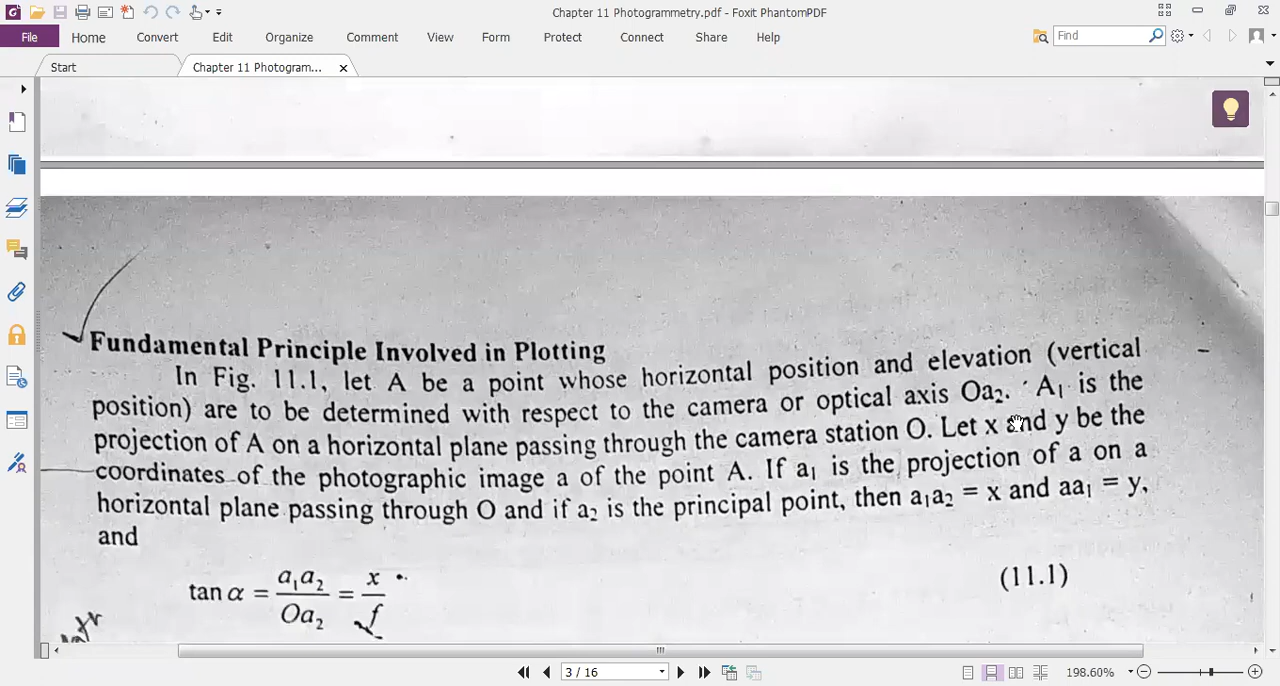 Chapter 11 Photogrammetry.pdf - Foxit PhantomPDF
File Home Convert Edit Organize Comment View Form Protect Connect Share Help Find
Start Chapter 11 Photogram...
Fundamental Principle Involved in Plotting
In Fig. 11.1, let A be a point whose horizontal position and elevation (vertical
position) are to be determined with respect to the camera or optical axis Oa₂. A₁ is the
projection of A on a horizontal plane passing through the camera station O. Let x and y be the
coordinates of the photographic image a of the point A. If a₁ is the projection of a on a
horizontal plane passing through O and if a₂ is the principal point, then a₁a₂ = x and aa₁ = y,
and
tan α = a₁a₂ / Oa₂ = x / f (11.1)
3 / 16 198.60%